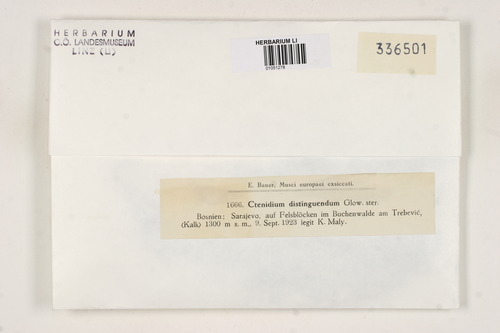 HERBARIUM
O.Ö. LANDESMUSEUM
LINZ (LI)
HERBARIUM LI
336501
E. Bauer, Musci europaei exsiccati.
1666. Ctenidium distinguendum Glow. ster.
Bosnien: Sarajevo, auf Felsblöcken im Buchenwalde am Trebević,
(Kalk) 1300 m s. m., 9. Sept. 1923 legit K. Maly.